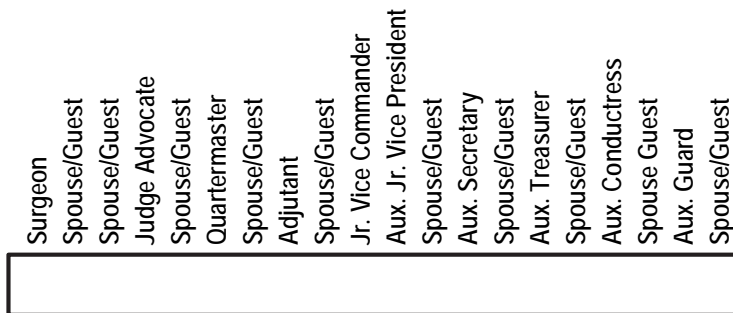 Surgeon
Spouse/Guest
Spouse/Guest
Judge Advocate
Spouse/Guest
Quartermaster
Spouse/Guest
Adjutant
Spouse/Guest
Jr. Vice Commander
Aux. Jr. Vice President
Spouse/Guest
Aux. Secretary
Spouse/Guest
Aux. Treasurer
Spouse/Guest
Aux. Conductress
Spouse Guest
Aux. Guard
Spouse/Guest